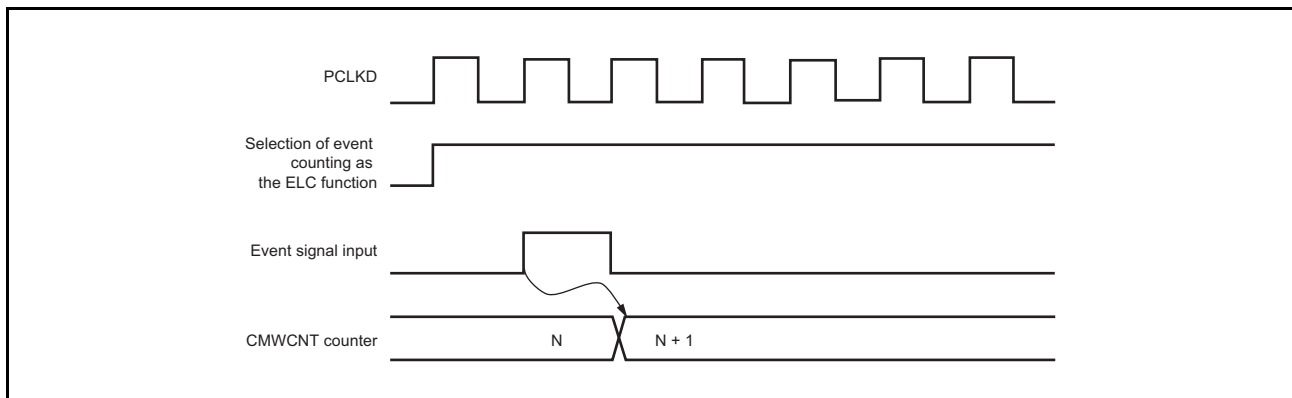 PCLKD
Selection of event
counting as
the ELC function
Event signal input
CMWCNT counter
N
N + 1